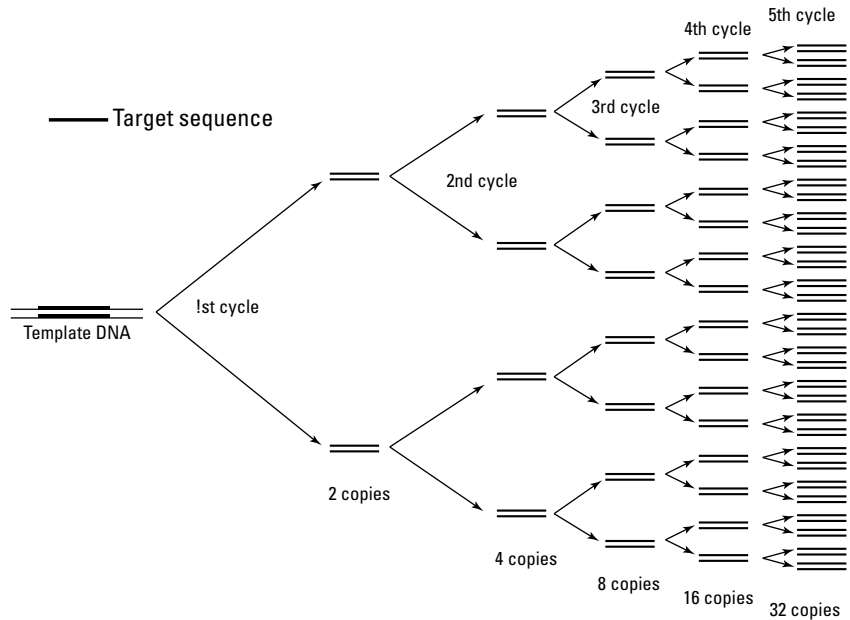 5th cycle
4th cycle
3rd cycle
Target sequence
2nd cycle
!st cycle
Template DNA
2 copies
4 copies
8 copies
16 copies
32 copies